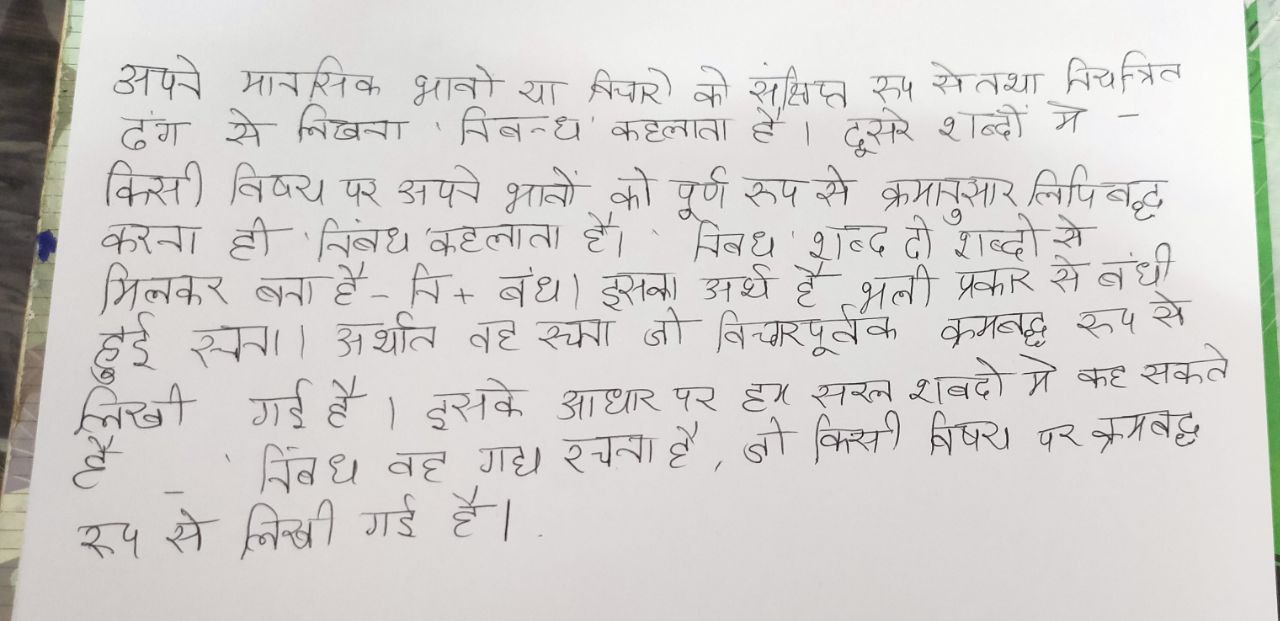 अपने मानसिक भावो या विचारो को संक्षिप्त रूप से तथा नियन्त्रित
ढंग से लिखना 'निबन्ध' कहलाता है। दूसरे शब्दों मे -
किसी विषय पर अपने भावों को पूर्ण रूप से क्रमानुसार लिपिबद्ध
करना ही 'निबंध' कहलाता है। 'निबध' शब्द दो शब्दो से
मिलकर बना है - नि + बंध। इसका अर्थ है भली प्रकार से बंधी
हुई रचना। अर्थात वह रचना जो विचारपूर्वक क्रमबद्ध रूप से
लिखी गई है। इसके आधार पर हम सरल शबदो मे कह सकते
है - ' निंबध वह गद्य रचना है, जो किसी विषय पर क्रमबद्ध
रूप से लिखी गई है।